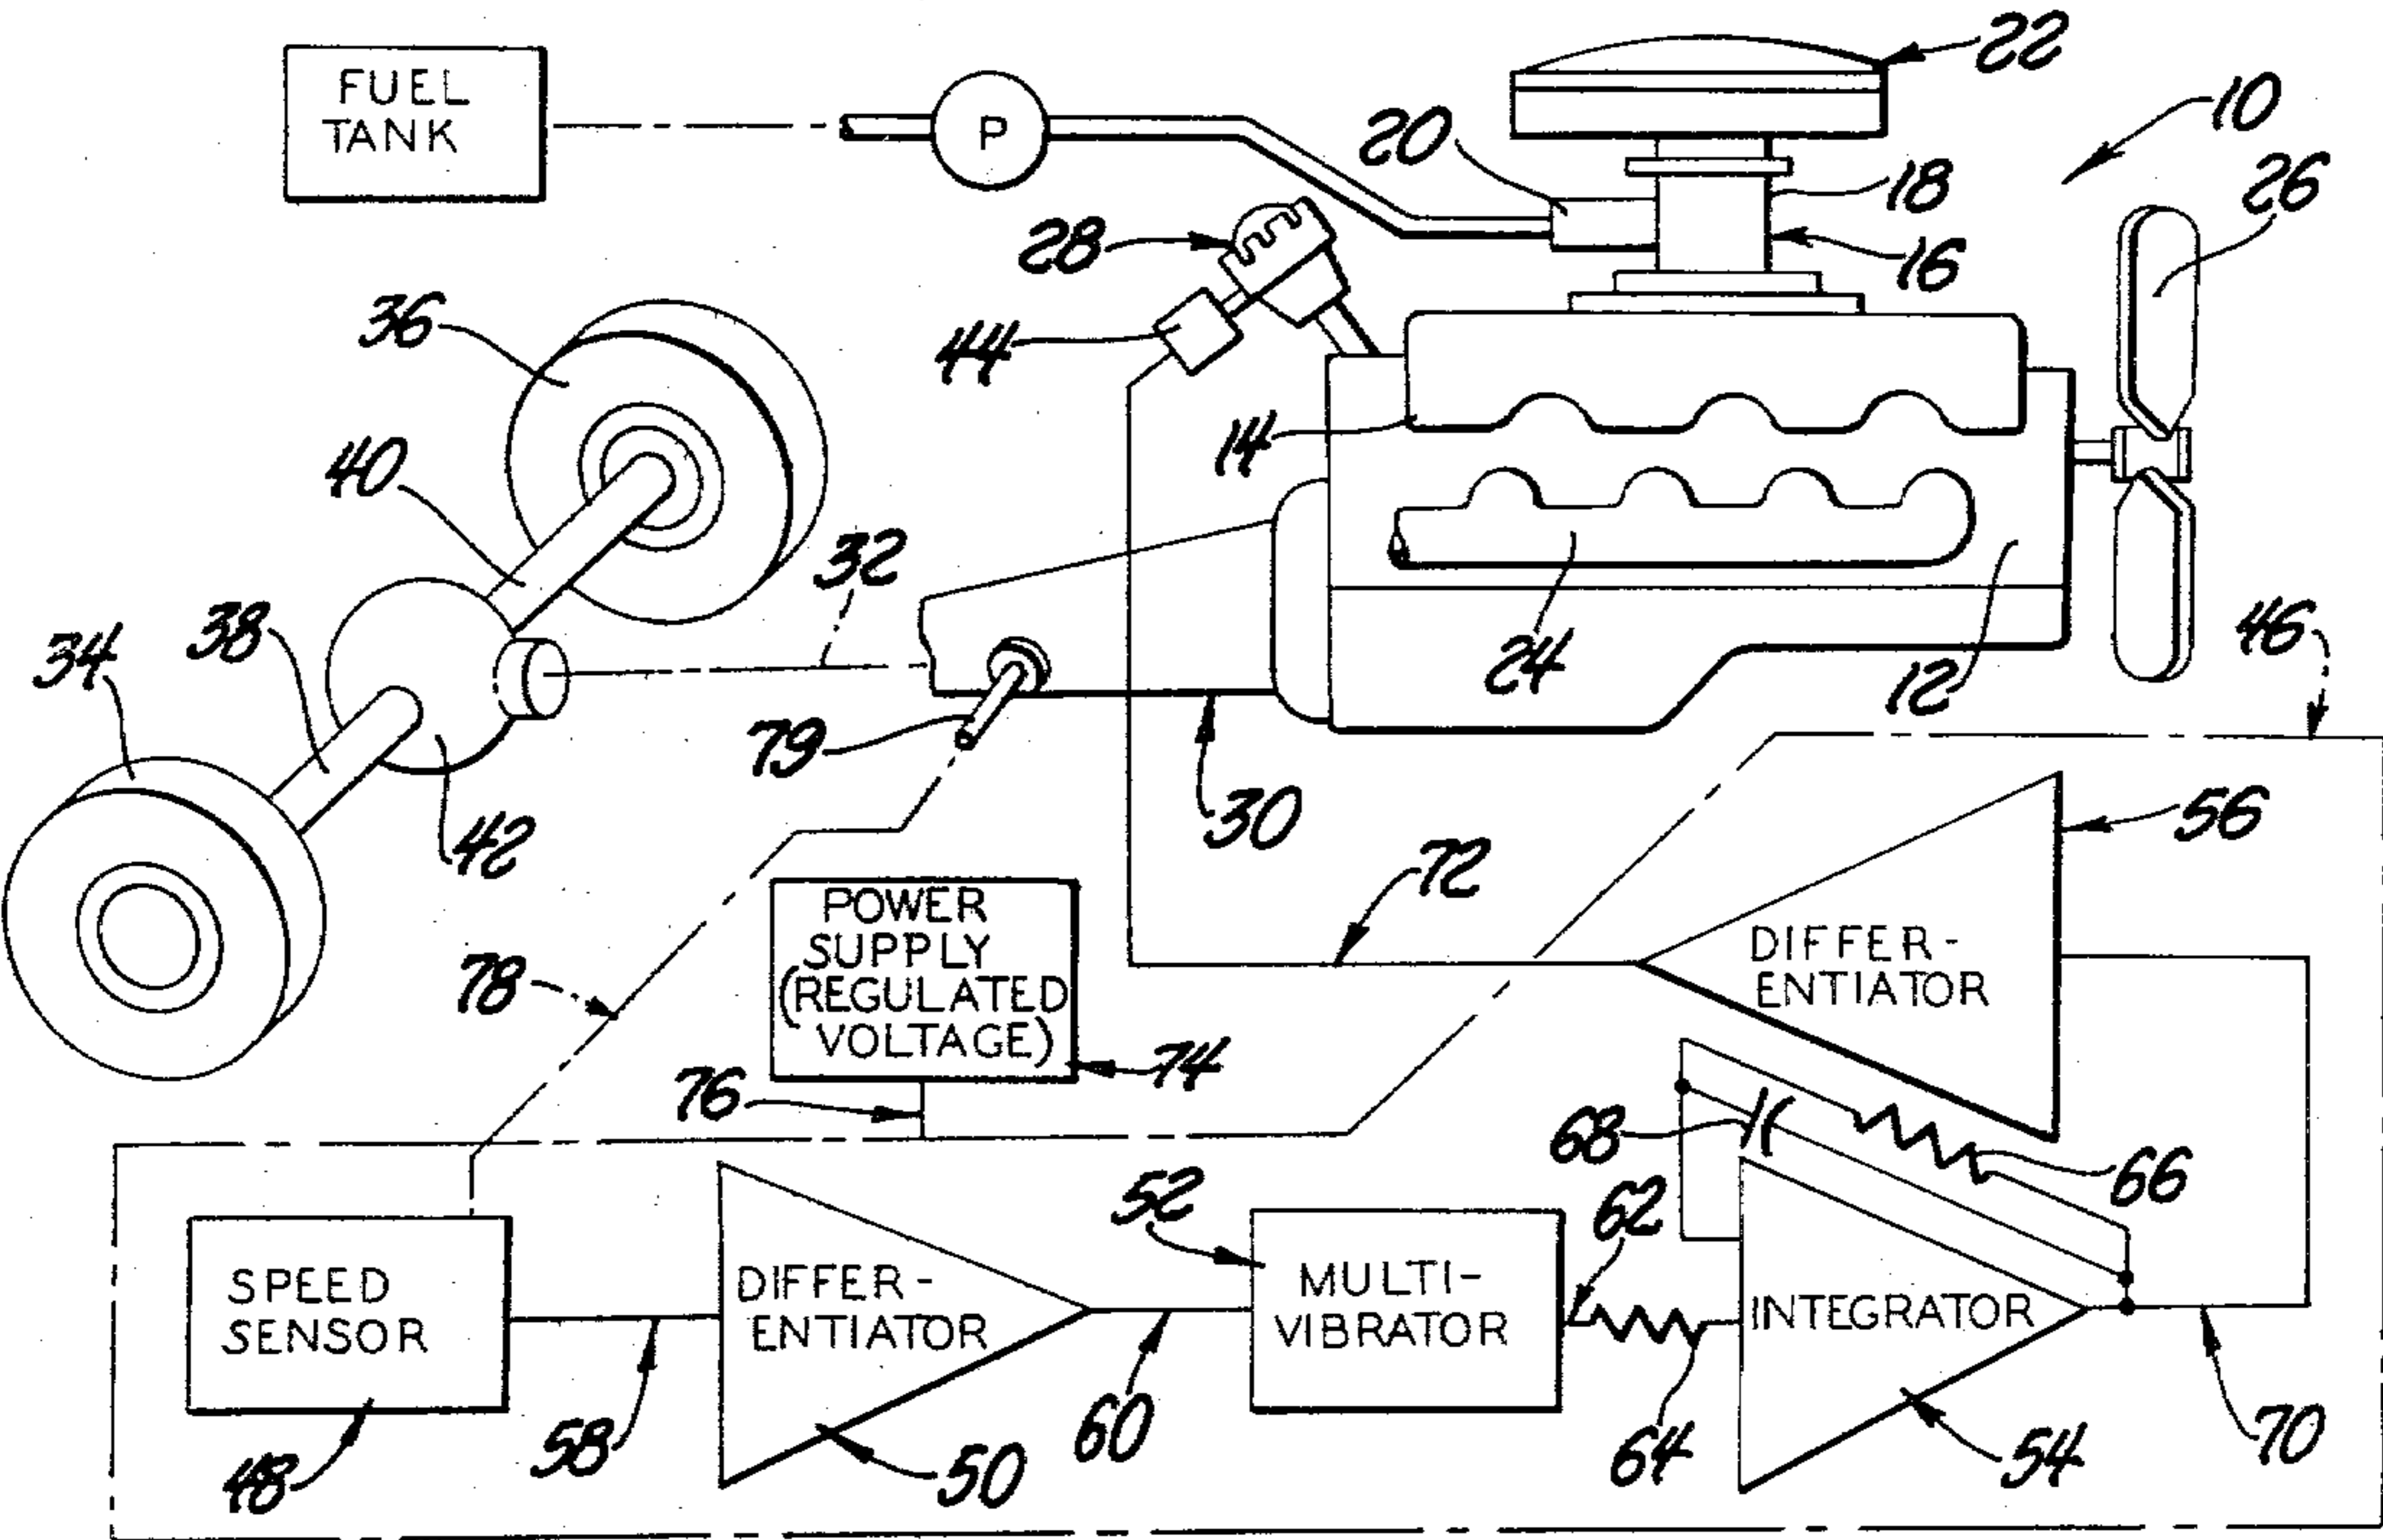 FUEL
TANK
P
22
10
20
18
26
28
16
36
44
14
40
32
38
34
24
12
46
79
30
42
56
72
POWER
SUPPLY
(REGULATED
VOLTAGE)
DIFFER-
ENTIATOR
78
74
76
68
66
52
62
SPEED
SENSOR
DIFFER-
ENTIATOR
MULTI-
VIBRATOR
INTEGRATOR
48
58
50
60
64
54
70